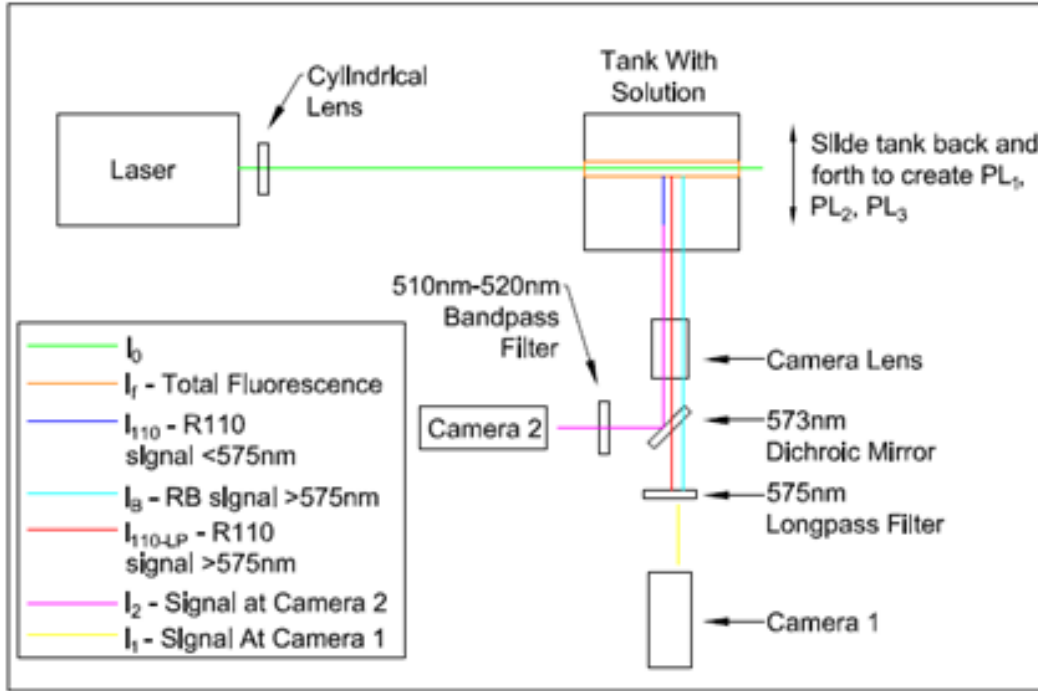 Cylindrical
Lens
Laser
Tank With
Solution
Slide tank back and
forth to create PL₁,
PL₂, PL₃
510nm-520nm
Bandpass
Filter
Camera Lens
Camera 2
573nm
Dichroic Mirror
575nm
Longpass Filter
Camera 1
I₀
I_f - Total Fluorescence
I₁₁₀ - R110
signal <575nm
I_B - RB signal >575nm
I₁₁₀₋LP - R110
signal >575nm
I₂ - Signal at Camera 2
I₁ - Signal At Camera 1